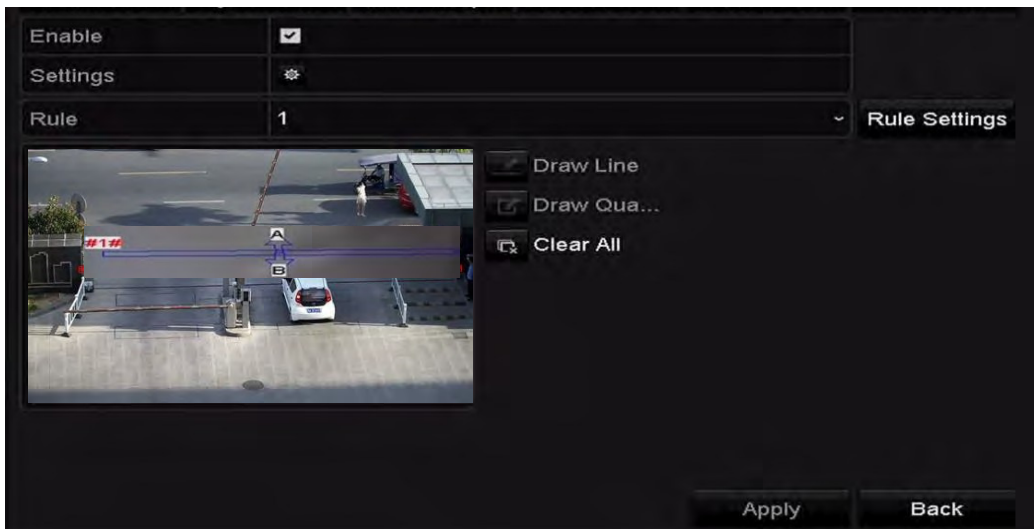 Enable
Settings
Rule 1 Rule Settings
Draw Line
Draw Qua...
Clear All
#1#
A
B
Apply Back